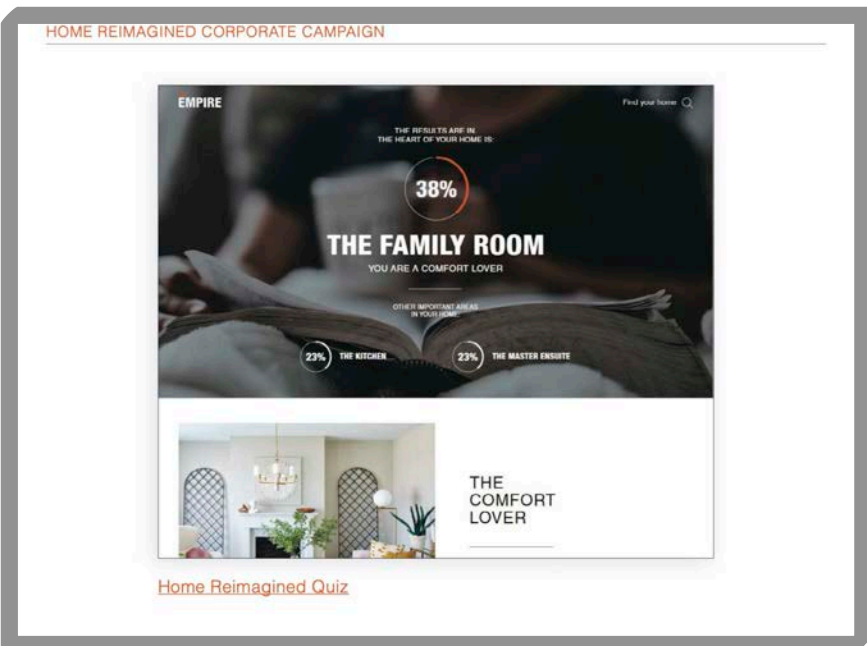 HOME REIMAGINED CORPORATE CAMPAIGN
EMPIRE
Find your home
THE RESULTS ARE IN
THE HEART OF YOUR HOME IS:
38%
THE FAMILY ROOM
YOU ARE A COMFORT LOVER
OTHER IMPORTANT AREAS
IN YOUR HOME:
23% THE KITCHEN
23% THE MASTER ENSUITE
THE
COMFORT
LOVER
Home Reimagined Quiz